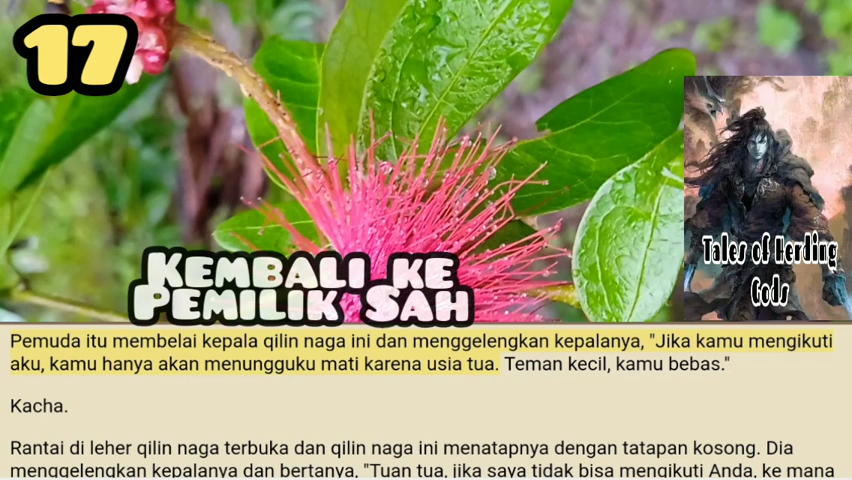 17
Tales of Herding
Gods
KEMBALI KE
PEMILIK SAH
Pemuda itu membelai kepala qilin naga ini dan menggelengkan kepalanya, "Jika kamu mengikuti
aku, kamu hanya akan menungguku mati karena usia tua. Teman kecil, kamu bebas."
Kacha.
Rantai di leher qilin naga terbuka dan qilin naga ini menatapnya dengan tatapan kosong. Dia
menggelengkan kepalanya dan bertanya, "Tuan tua, jika saya tidak bisa mengikuti Anda, ke mana